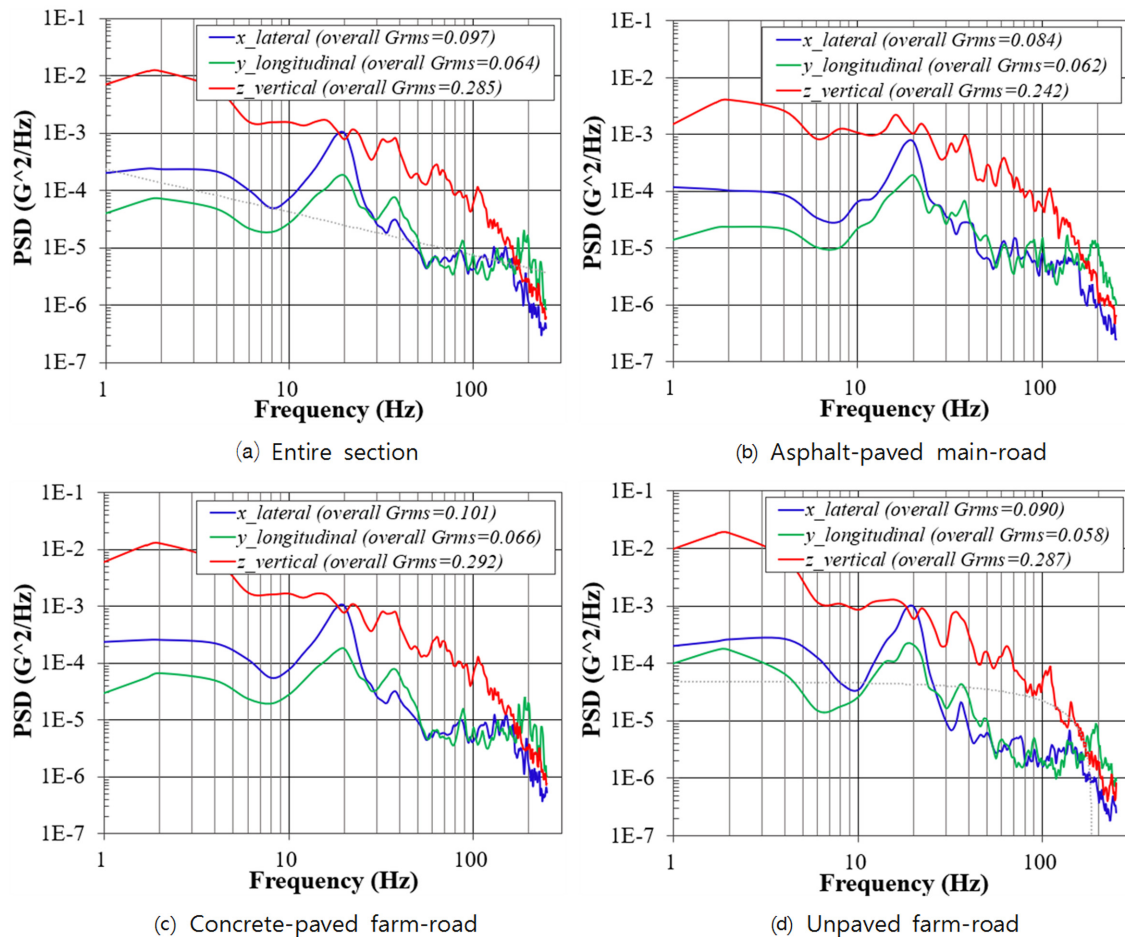 1E-1
1E-2
1E-3
1E-4
1E-5
1E-6
1E-7
PSD (G^2/Hz)
x_lateral (overall Grms=0.097)
y_longitudinal (overall Grms=0.064)
z_vertical (overall Grms=0.285)
1
10
100
Frequency (Hz)
(a) Entire section
1E-1
1E-2
1E-3
1E-4
1E-5
1E-6
1E-7
PSD (G^2/Hz)
x_lateral (overall Grms=0.084)
y_longitudinal (overall Grms=0.062)
z_vertical (overall Grms=0.242)
1
10
100
Frequency (Hz)
(b) Asphalt-paved main-road
1E-1
1E-2
1E-3
1E-4
1E-5
1E-6
1E-7
PSD (G^2/Hz)
x_lateral (overall Grms=0.101)
y_longitudinal (overall Grms=0.066)
z_vertical (overall Grms=0.292)
1
10
100
Frequency (Hz)
(c) Concrete-paved farm-road
1E-1
1E-2
1E-3
1E-4
1E-5
1E-6
1E-7
PSD (G^2/Hz)
x_lateral (overall Grms=0.090)
y_longitudinal (overall Grms=0.058)
z_vertical (overall Grms=0.287)
1
10
100
Frequency (Hz)
(d) Unpaved farm-road